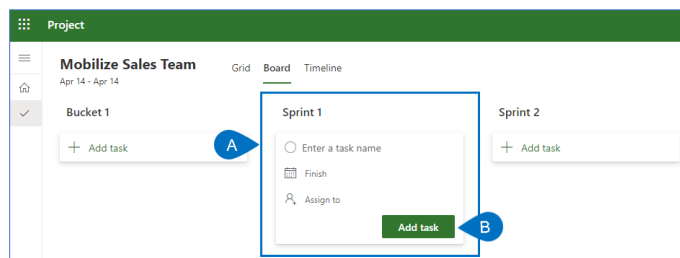 Project
Mobilize Sales Team
Grid Board Timeline
Apr 14 - Apr 14
Bucket 1
Sprint 1
Sprint 2
+ Add task
A
Enter a task name
+ Add task
Finish
Assign to
Add task
B